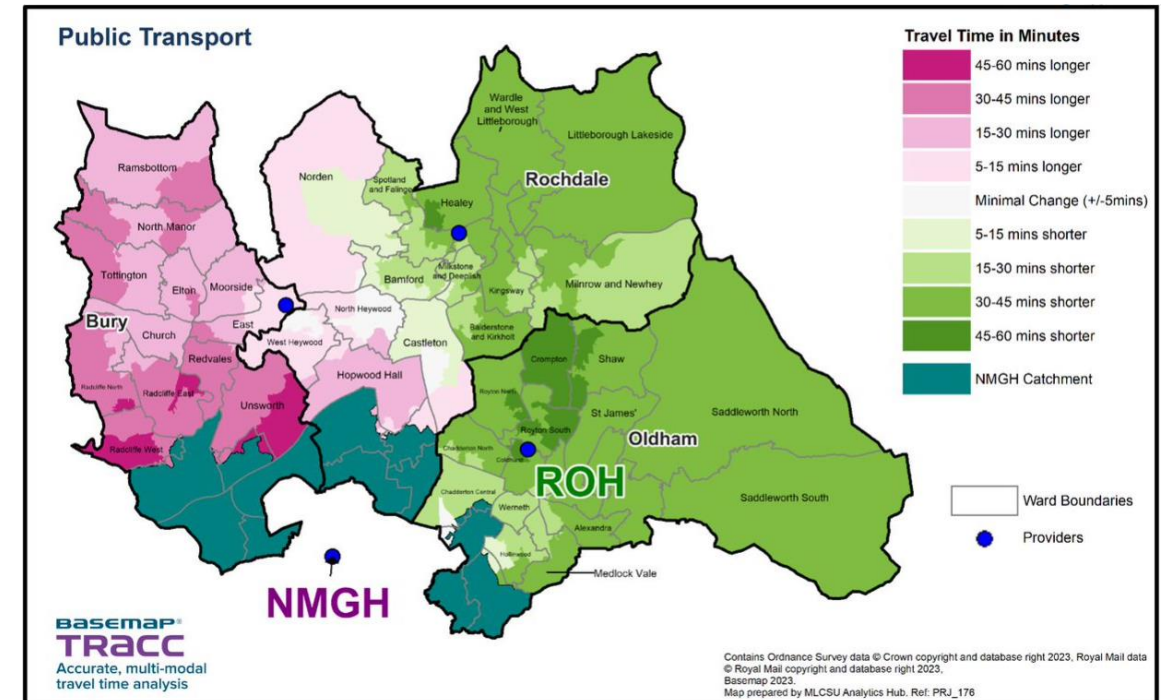 Public Transport
Travel Time in Minutes
45-60 mins longer
30-45 mins longer
15-30 mins longer
5-15 mins longer
Minimal Change (+/-5mins)
5-15 mins shorter
15-30 mins shorter
30-45 mins shorter
45-60 mins shorter
NMGH Catchment
Ward Boundaries
Providers
Wardle
and West
Littleborough
Littleborough Lakeside
Ramsbottom
Norden
Spotland
and Falinge
Rochdale
Healey
North Manor
Tottington
Elton
Moorside
Bamford
Milkstone
and Deeplish
Kingsway
Milnrow and Newhey
Bury
Church
East
North Heywood
West Heywood
Castleton
Balderstone
and Kirkholt
Redvales
Hopwood Hall
Crompton
Shaw
Radcliffe North
Radcliffe East
Unsworth
Royton North
St James'
Saddleworth North
Royton South
Oldham
Radcliffe West
Chadderton North
Coldhurst
ROH
Chadderton Central
Saddleworth South
Werneth
Alexandra
Hollinwood
Medlock Vale
NMGH
BASEMAP®
TRACC
Accurate, multi-modal
travel time analysis
Contains Ordnance Survey data © Crown copyright and database right 2023, Royal Mail data
© Royal Mail copyright and database right 2023,
Basemap 2023.
Map prepared by MLCSU Analytics Hub. Ref: PRJ_176